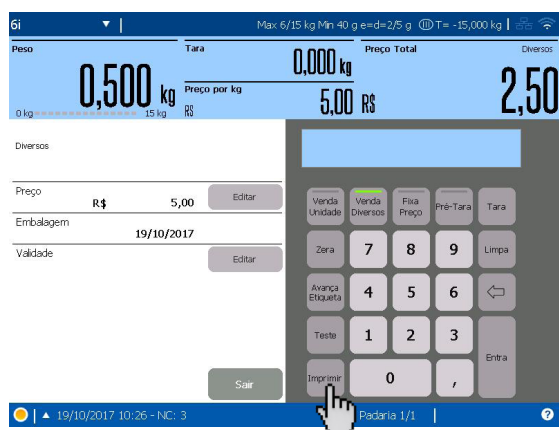 6i
Max 6/15 kg Min 40 g e=d=2/5 g (III) T= -15,000 kg
Peso
0,500 kg
0 kg 15 kg
Tara
0,000 kg
Preço por kg
R$
5,00 R$
Preço Total
Diversos
2,50
Diversos
Preço
R$ 5,00
Editar
Embalagem
19/10/2017
Validade
Editar
Sair
Venda Unidade
Venda Diversos
Fixa Preço
Pré-Tara
Tara
Zera
7
8
9
Limpa
Avança Etiqueta
4
5
6
Teste
1
2
3
Entra
Imprimir
0
,
19/10/2017 10:26 - NC: 3
Padaria 1/1
?